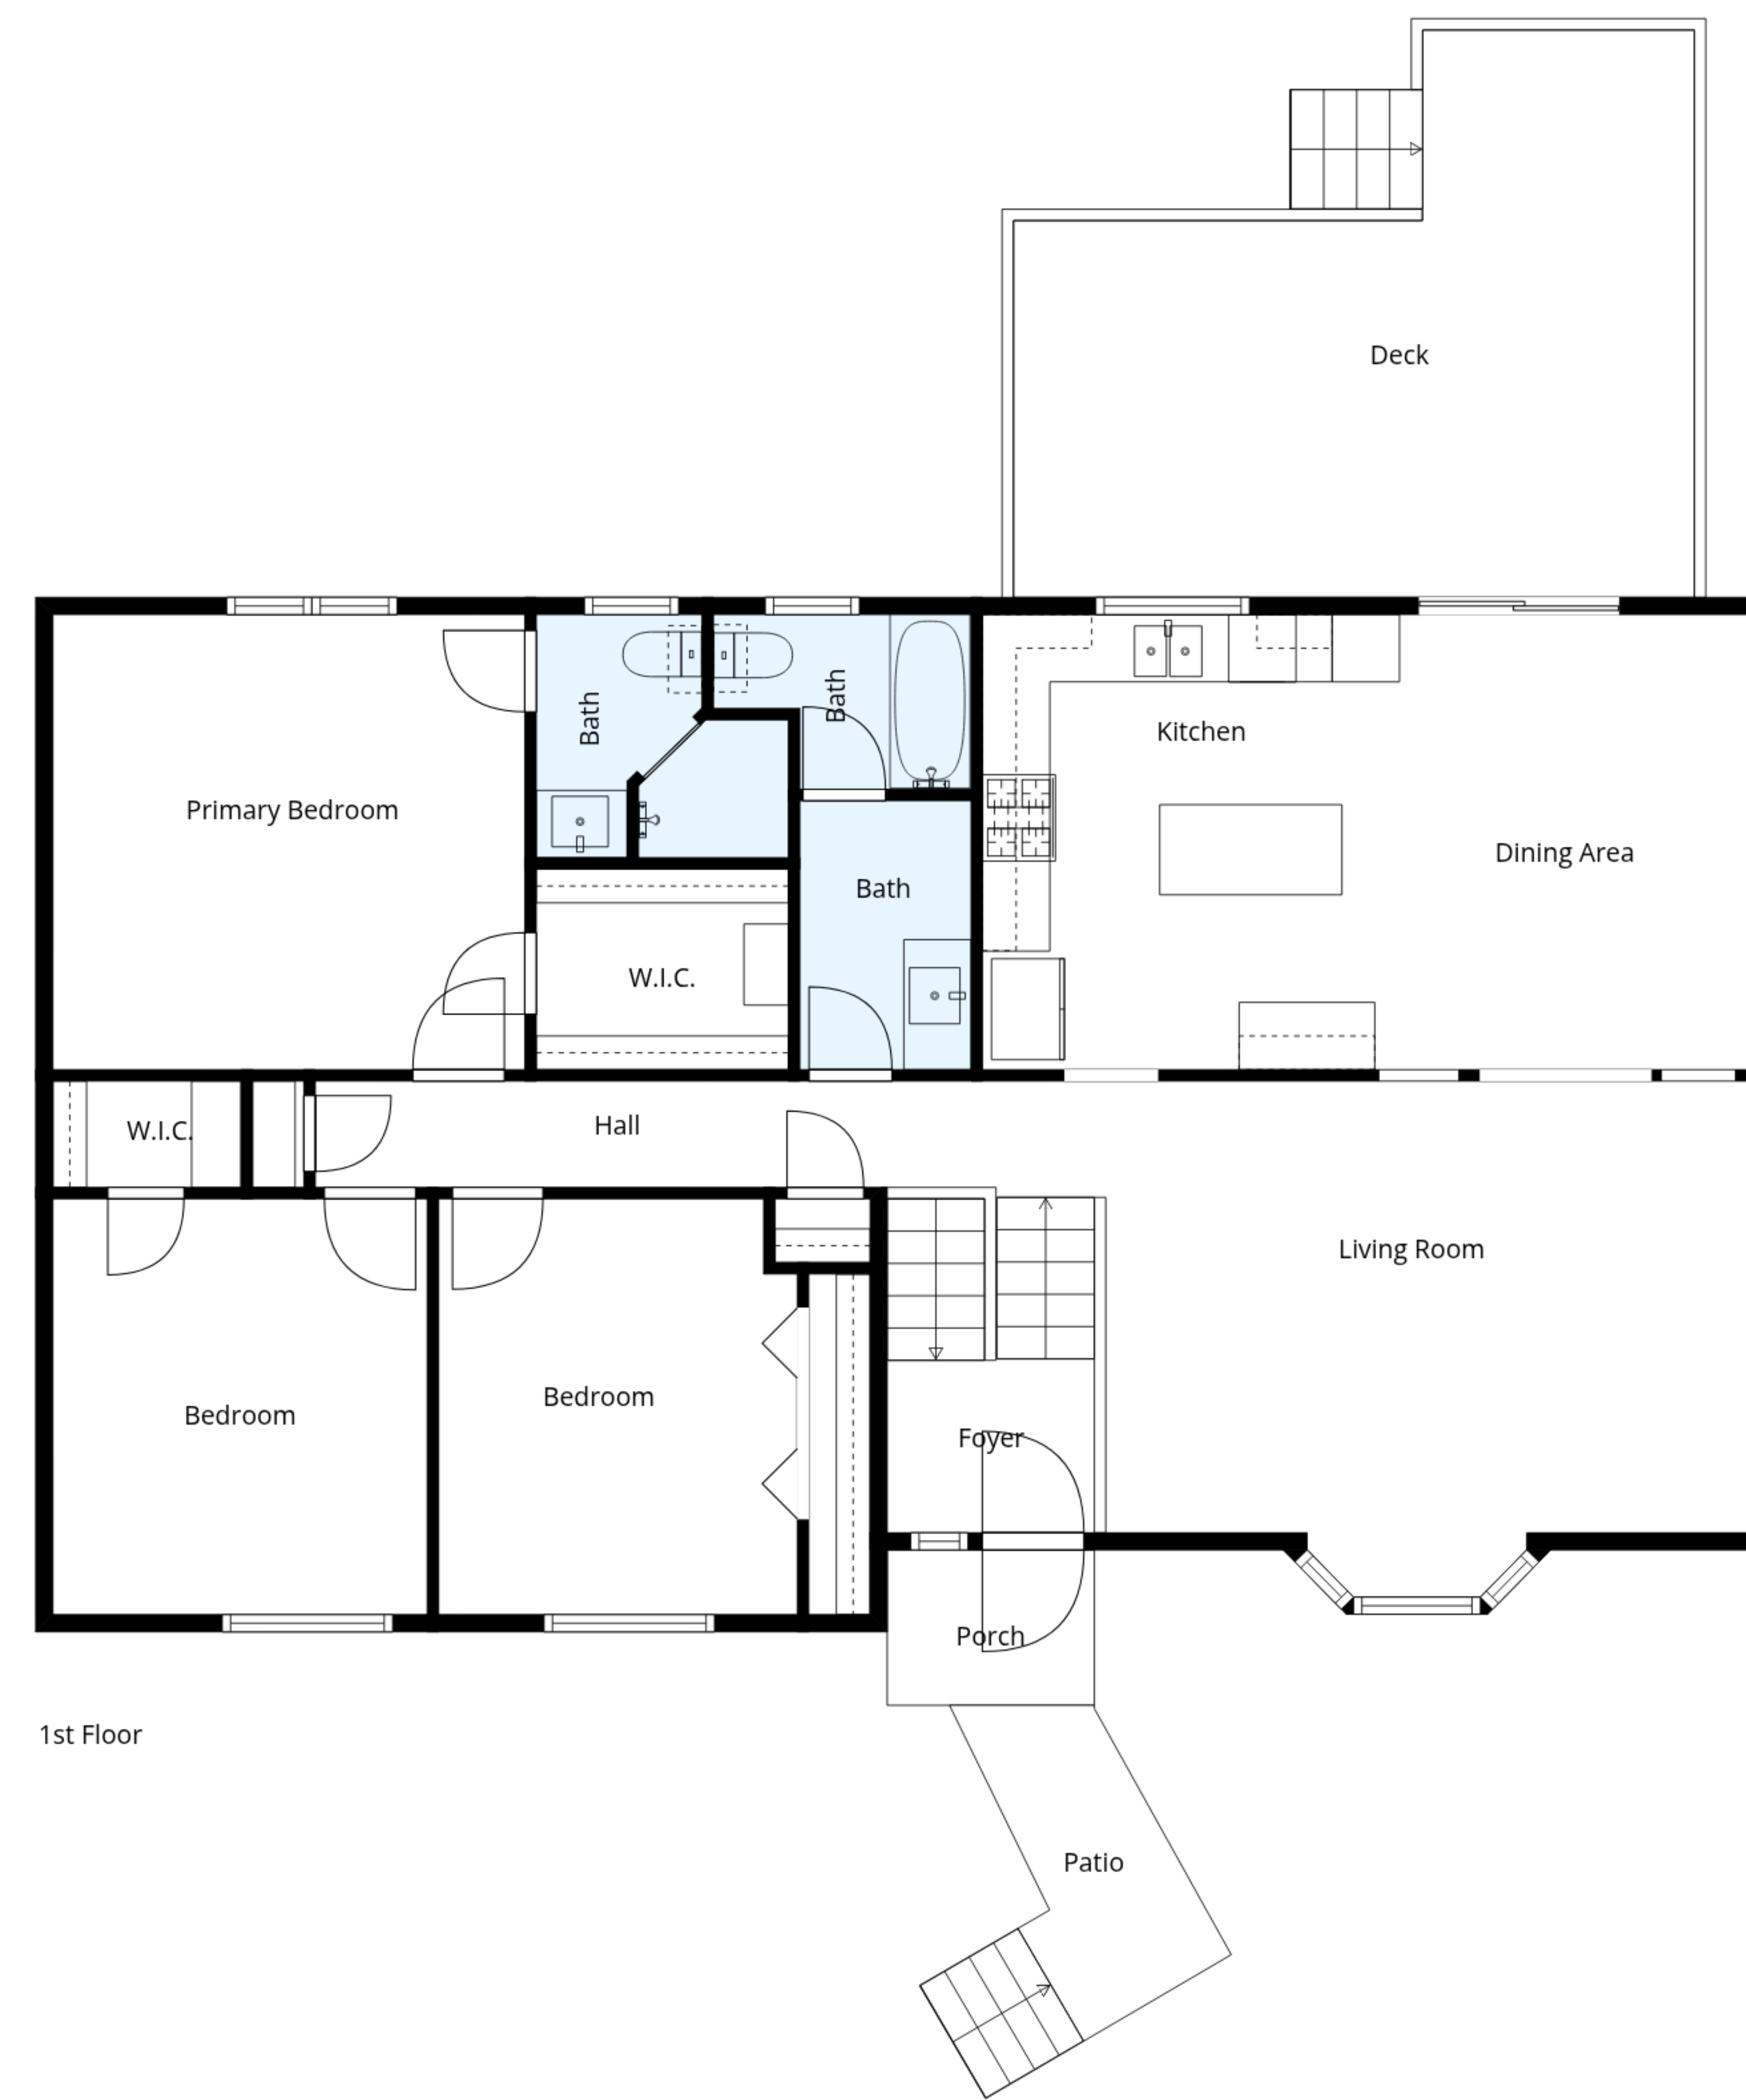 Deck
Bath
Bath
Kitchen
Primary Bedroom
Dining Area
Bath
W.I.C.
W.I.C.
Hall
Living Room
Bedroom
Bedroom
Foyer
Porch
1st Floor
Patio